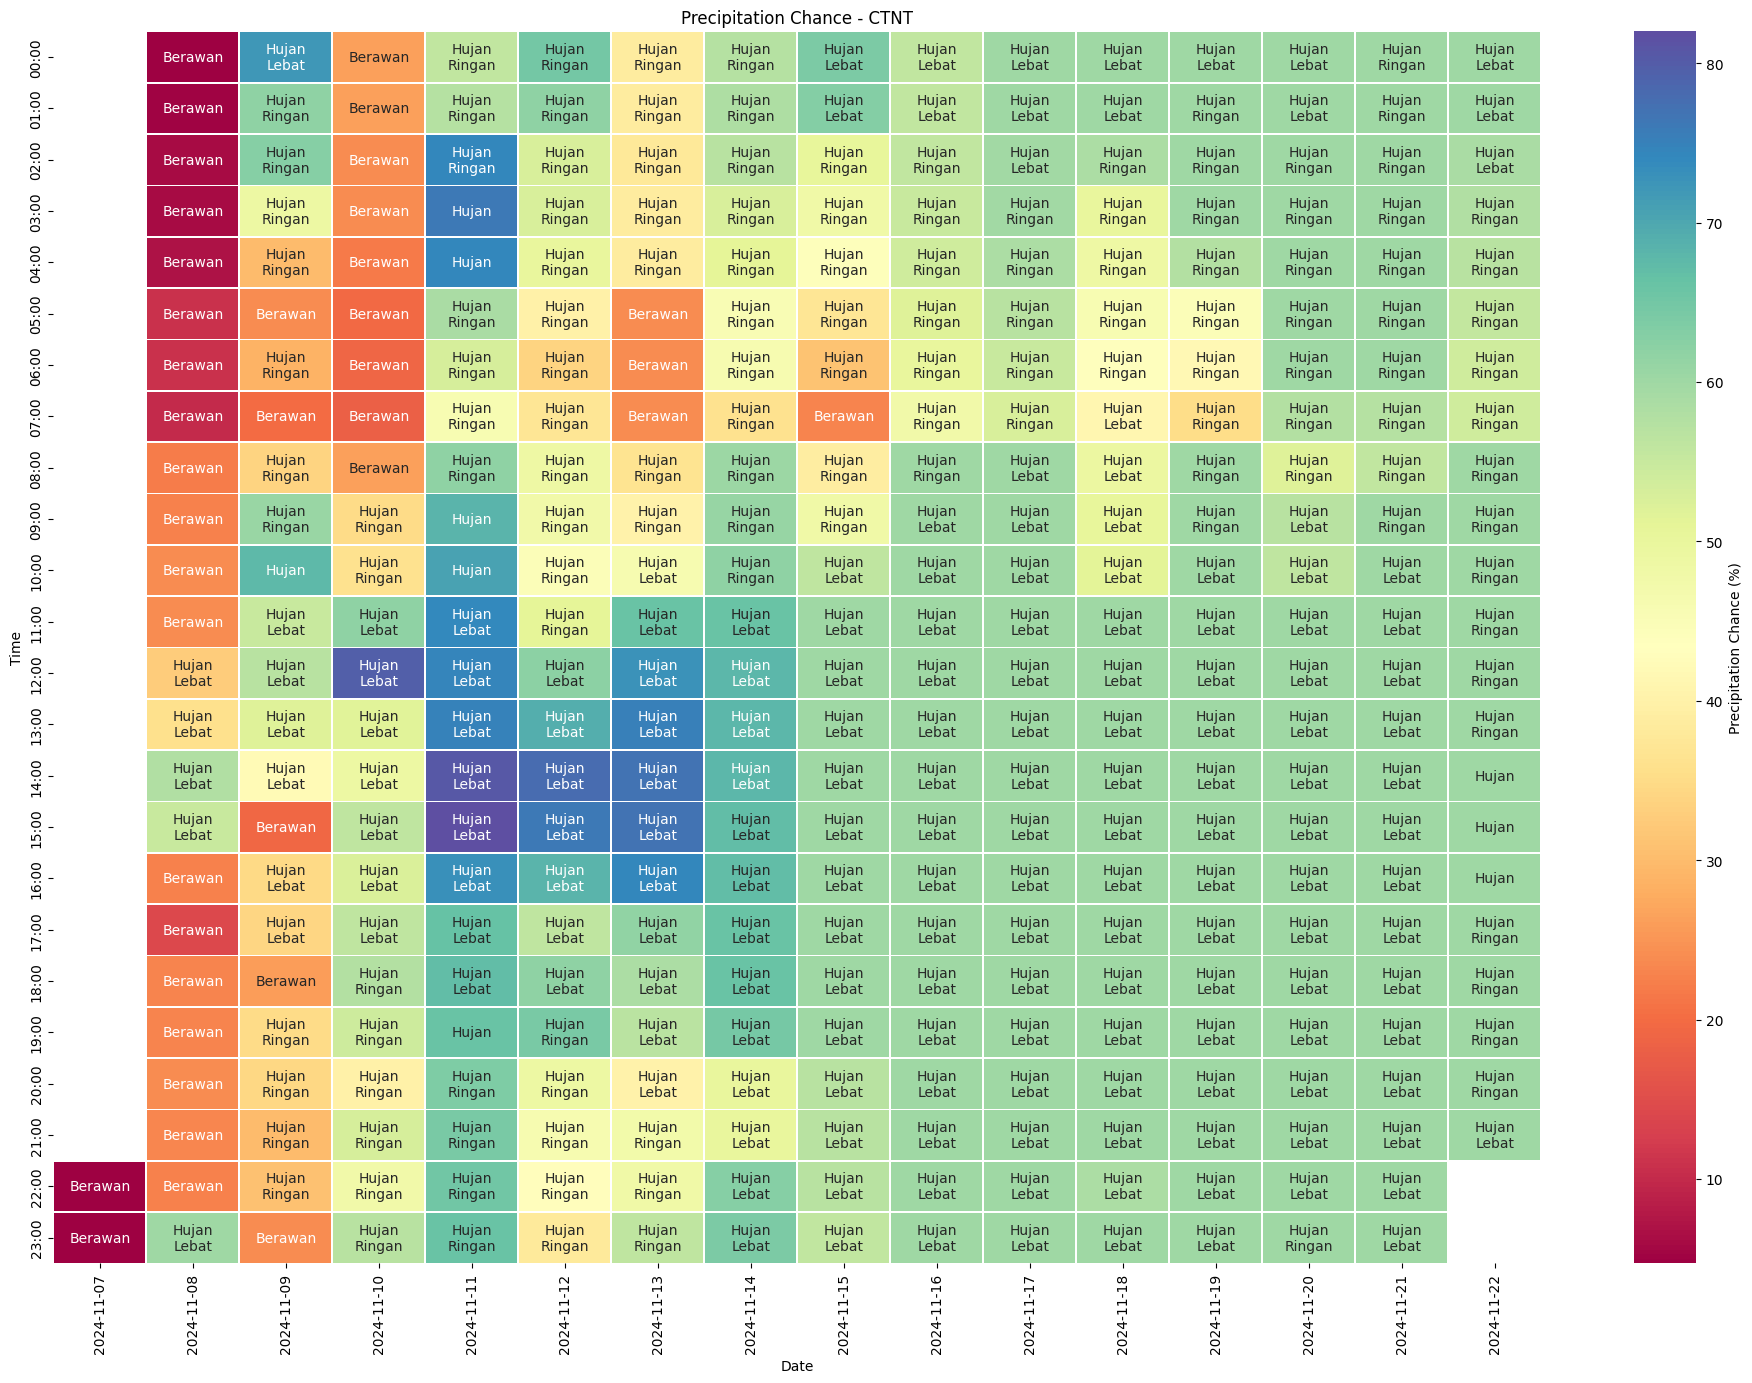 Precipitation Chance - CTNT
00:00 Berawan Hujan Lebat Berawan Hujan Ringan Hujan Ringan Hujan Ringan Hujan Ringan Hujan Lebat Hujan Lebat Hujan Lebat Hujan Lebat Hujan Lebat Hujan Lebat Hujan Ringan Hujan Lebat
01:00 Berawan Hujan Ringan Berawan Hujan Ringan Hujan Ringan Hujan Ringan Hujan Ringan Hujan Lebat Hujan Lebat Hujan Lebat Hujan Lebat Hujan Ringan Hujan Lebat Hujan Ringan Hujan Lebat
02:00 Berawan Hujan Ringan Berawan Hujan Ringan Hujan Ringan Hujan Ringan Hujan Ringan Hujan Ringan Hujan Ringan Hujan Lebat Hujan Ringan Hujan Ringan Hujan Ringan Hujan Ringan Hujan Lebat
03:00 Berawan Hujan Ringan Berawan Hujan Hujan Ringan Hujan Ringan Hujan Ringan Hujan Ringan Hujan Ringan Hujan Ringan Hujan Ringan Hujan Ringan Hujan Ringan Hujan Ringan Hujan Ringan
04:00 Berawan Hujan Ringan Berawan Hujan Hujan Ringan Hujan Ringan Hujan Ringan Hujan Ringan Hujan Ringan Hujan Ringan Hujan Ringan Hujan Ringan Hujan Ringan Hujan Ringan Hujan Ringan
05:00 Berawan Berawan Berawan Hujan Ringan Hujan Ringan Berawan Hujan Ringan Hujan Ringan Hujan Ringan Hujan Ringan Hujan Ringan Hujan Ringan Hujan Ringan Hujan Ringan Hujan Ringan
06:00 Berawan Hujan Ringan Berawan Hujan Ringan Hujan Ringan Berawan Hujan Ringan Hujan Ringan Hujan Ringan Hujan Ringan Hujan Lebat Hujan Ringan Hujan Ringan Hujan Ringan Hujan Ringan
07:00 Berawan Berawan Berawan Hujan Ringan Hujan Ringan Berawan Hujan Ringan Berawan Hujan Ringan Hujan Ringan Hujan Lebat Hujan Ringan Hujan Ringan Hujan Ringan Hujan Ringan
08:00 Berawan Hujan Ringan Berawan Hujan Ringan Hujan Ringan Hujan Ringan Hujan Ringan Hujan Ringan Hujan Ringan Hujan Lebat Hujan Lebat Hujan Ringan Hujan Ringan Hujan Ringan Hujan Ringan
09:00 Berawan Hujan Ringan Hujan Ringan Hujan Hujan Ringan Hujan Ringan Hujan Ringan Hujan Ringan Hujan Lebat Hujan Lebat Hujan Lebat Hujan Ringan Hujan Lebat Hujan Ringan Hujan Ringan
10:00 Berawan Hujan Hujan Ringan Hujan Hujan Ringan Hujan Lebat Hujan Ringan Hujan Lebat Hujan Lebat Hujan Lebat Hujan Lebat Hujan Lebat Hujan Lebat Hujan Lebat Hujan Ringan
11:00 Berawan Hujan Lebat Hujan Lebat Hujan Lebat Hujan Ringan Hujan Lebat Hujan Lebat Hujan Lebat Hujan Lebat Hujan Lebat Hujan Lebat Hujan Lebat Hujan Lebat Hujan Lebat Hujan Ringan
12:00 Hujan Lebat Hujan Lebat Hujan Lebat Hujan Lebat Hujan Lebat Hujan Lebat Hujan Lebat Hujan Lebat Hujan Lebat Hujan Lebat Hujan Lebat Hujan Lebat Hujan Lebat Hujan Lebat Hujan Ringan
13:00 Hujan Lebat Hujan Lebat Hujan Lebat Hujan Lebat Hujan Lebat Hujan Lebat Hujan Lebat Hujan Lebat Hujan Lebat Hujan Lebat Hujan Lebat Hujan Lebat Hujan Lebat Hujan Lebat Hujan Ringan
14:00 Hujan Lebat Hujan Lebat Hujan Lebat Hujan Lebat Hujan Lebat Hujan Lebat Hujan Lebat Hujan Lebat Hujan Lebat Hujan Lebat Hujan Lebat Hujan Lebat Hujan Lebat Hujan Lebat Hujan
15:00 Hujan Lebat Berawan Hujan Lebat Hujan Lebat Hujan Lebat Hujan Lebat Hujan Lebat Hujan Lebat Hujan Lebat Hujan Lebat Hujan Lebat Hujan Lebat Hujan Lebat Hujan Lebat Hujan
16:00 Berawan Hujan Lebat Hujan Lebat Hujan Lebat Hujan Lebat Hujan Lebat Hujan Lebat Hujan Lebat Hujan Lebat Hujan Lebat Hujan Lebat Hujan Lebat Hujan Lebat Hujan Lebat Hujan
17:00 Berawan Hujan Lebat Hujan Lebat Hujan Lebat Hujan Lebat Hujan Lebat Hujan Lebat Hujan Lebat Hujan Lebat Hujan Lebat Hujan Lebat Hujan Lebat Hujan Lebat Hujan Lebat Hujan Ringan
18:00 Berawan Berawan Hujan Ringan Hujan Lebat Hujan Lebat Hujan Lebat Hujan Lebat Hujan Lebat Hujan Lebat Hujan Lebat Hujan Lebat Hujan Lebat Hujan Lebat Hujan Lebat Hujan Ringan
19:00 Berawan Hujan Ringan Hujan Ringan Hujan Hujan Ringan Hujan Lebat Hujan Lebat Hujan Lebat Hujan Lebat Hujan Lebat Hujan Lebat Hujan Lebat Hujan Lebat Hujan Lebat Hujan Ringan
20:00 Berawan Hujan Ringan Hujan Ringan Hujan Ringan Hujan Ringan Hujan Lebat Hujan Lebat Hujan Lebat Hujan Lebat Hujan Lebat Hujan Lebat Hujan Lebat Hujan Lebat Hujan Lebat Hujan Ringan
21:00 Berawan Hujan Ringan Hujan Ringan Hujan Ringan Hujan Ringan Hujan Ringan Hujan Lebat Hujan Lebat Hujan Lebat Hujan Lebat Hujan Lebat Hujan Lebat Hujan Lebat Hujan Lebat Hujan Lebat
22:00 Berawan Berawan Hujan Ringan Hujan Ringan Hujan Ringan Hujan Ringan Hujan Ringan Hujan Lebat Hujan Lebat Hujan Lebat Hujan Lebat Hujan Lebat Hujan Lebat Hujan Ringan Hujan Lebat
23:00 Berawan Hujan Lebat Berawan Hujan Ringan Hujan Ringan Hujan Ringan Hujan Ringan Hujan Lebat Hujan Lebat Hujan Lebat Hujan Lebat Hujan Lebat Hujan Lebat Hujan Ringan Hujan Lebat
Time
2024-11-07
2024-11-08
2024-11-09
2024-11-10
2024-11-11
2024-11-12
2024-11-13
2024-11-14
2024-11-15
2024-11-16
2024-11-17
2024-11-18
2024-11-19
2024-11-20
2024-11-21
2024-11-22
Date
80
70
60
50
40
30
20
10
Precipitation Chance (%)